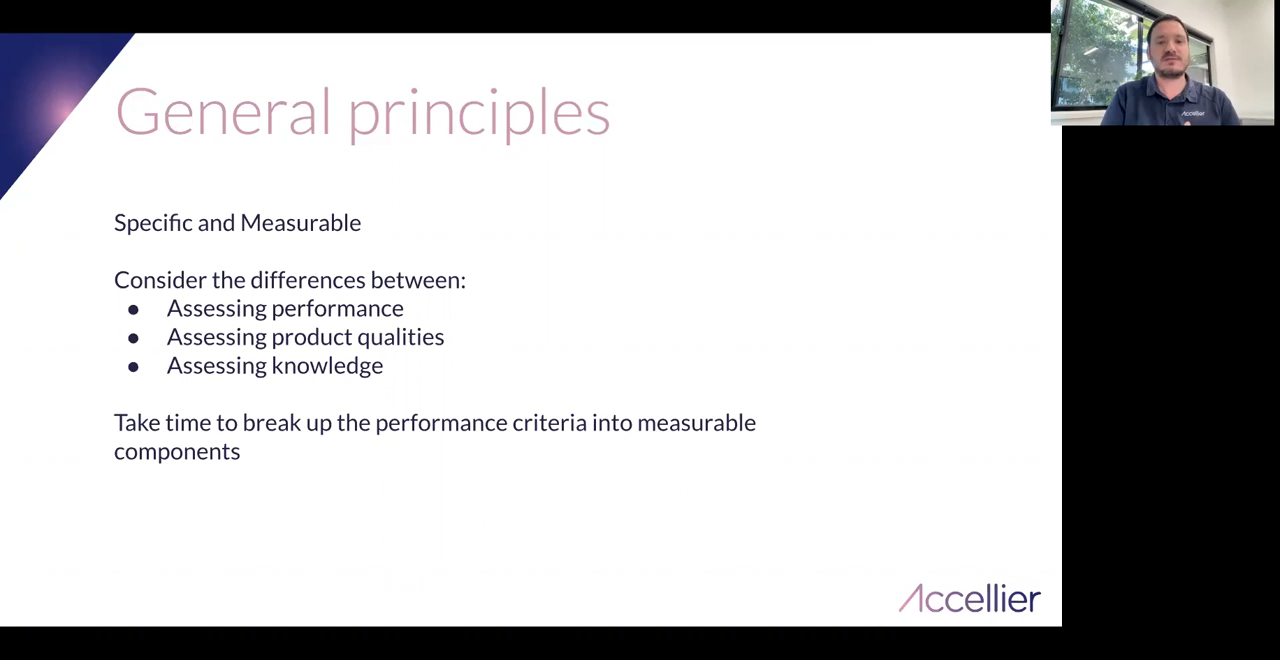 General principles
Specific and Measurable
Consider the differences between:
● Assessing performance
● Assessing product qualities
● Assessing knowledge
Take time to break up the performance criteria into measurable
components
Accellier
Accellier